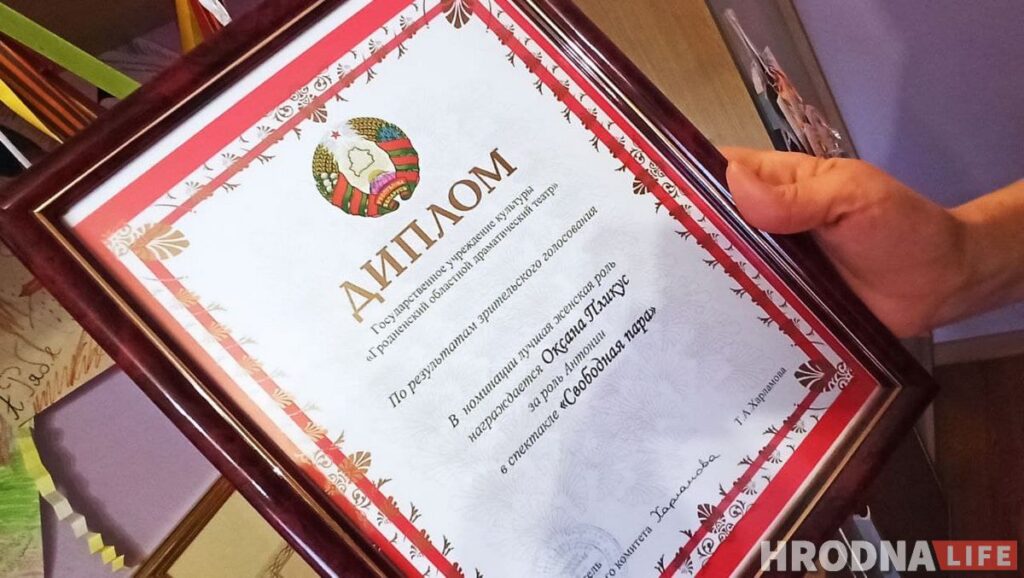 ДИПЛОМ
Государственное учреждение культуры
«Гродненский областной драматический театр»
По результатам зрительского голосования
В номинации лучшая женская роль
награждается Оксана Пликус
за роль Антонии
в спектакле «Свободная пара»
комитета
Г.А.Харламова
HRODNA LIFE